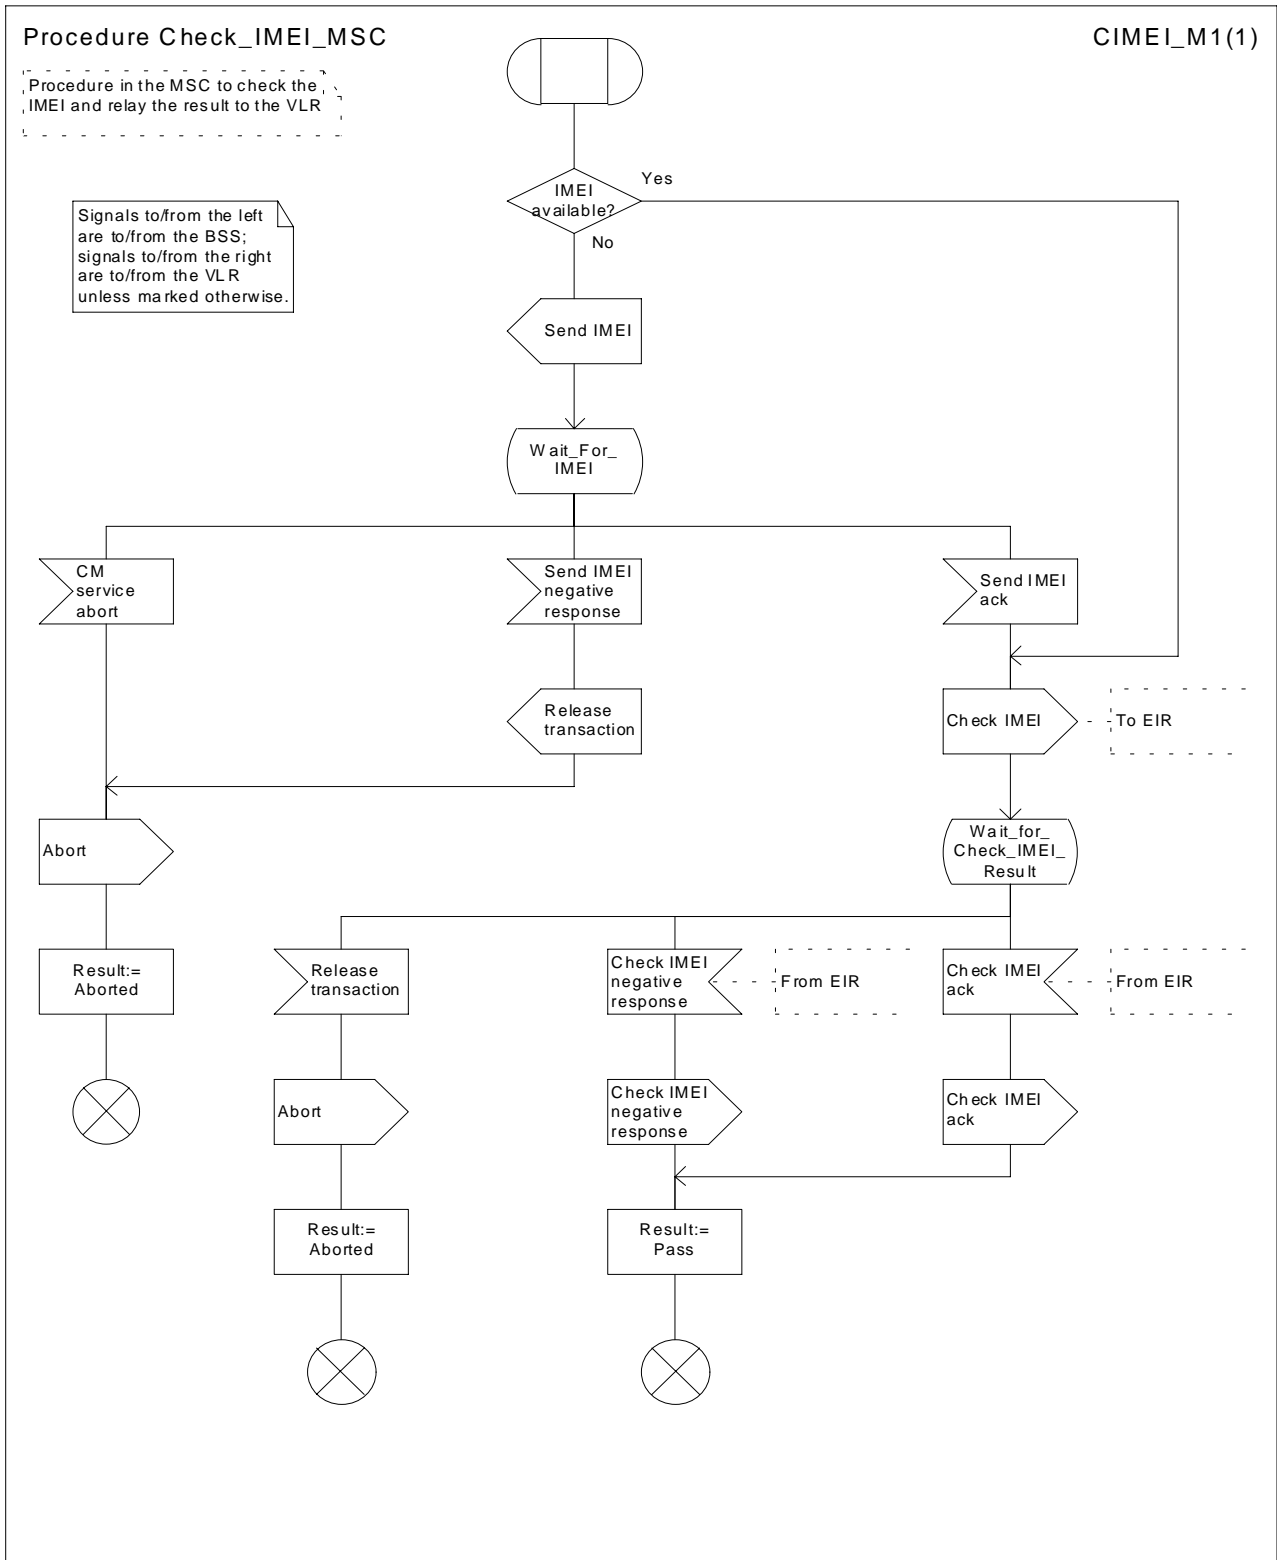 Procedure Check_IMEI_MSC
CIMEI_M1(1)
Procedure in the MSC to check the
IMEI and relay the result to the VLR
Signals to/from the left
are to/from the BSS;
signals to/from the right
are to/from the VLR
unless marked otherwise.
IMEI
available?
Yes
No
Send IMEI
Wait_For_
IMEI
CM
service
abort
Send IMEI
negative
response
Send IMEI
ack
Release
transaction
Check IMEI
To EIR
Abort
Wait_for_
Check_IMEI_
Result
Result:=
Aborted
Release
transaction
Check IMEI
negative
response
From EIR
Check IMEI
ack
From EIR
Abort
Check IMEI
negative
response
Check IMEI
ack
Result:=
Aborted
Result:=
Pass